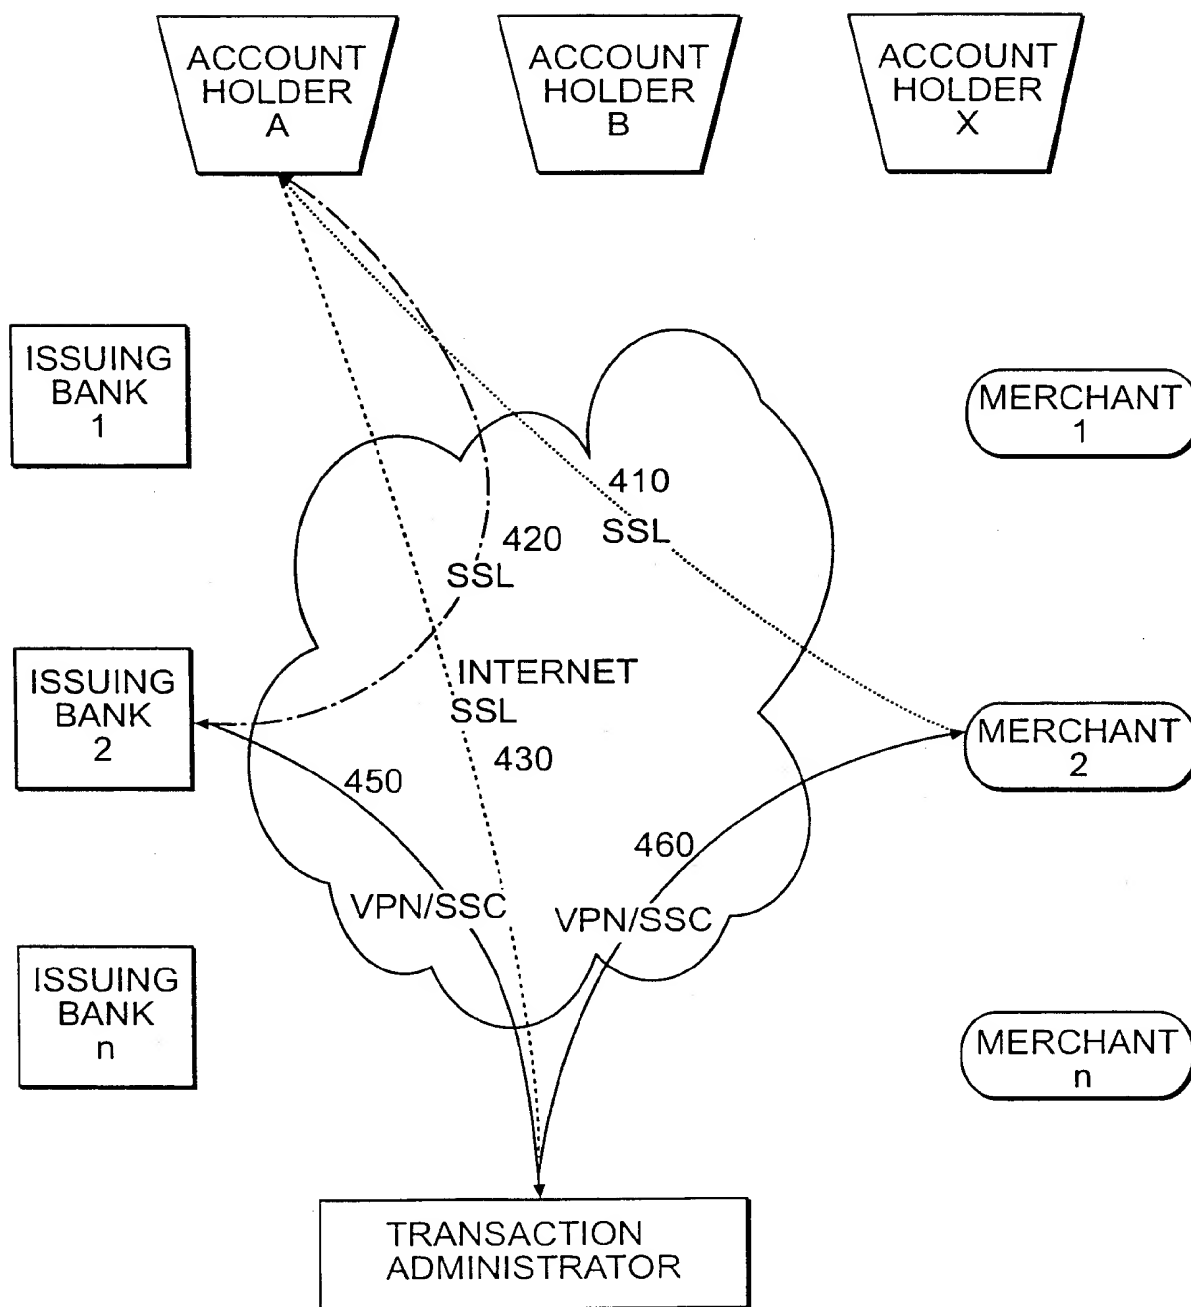 ACCOUNT
HOLDER
A
ACCOUNT
HOLDER
B
ACCOUNT
HOLDER
X
ISSUING
BANK
1
MERCHANT
1
410
SSL
420
SSL
ISSUING
BANK
2
INTERNET
SSL
430
MERCHANT
2
450
460
VPN/SSC
VPN/SSC
ISSUING
BANK
n
MERCHANT
n
TRANSACTION
ADMINISTRATOR